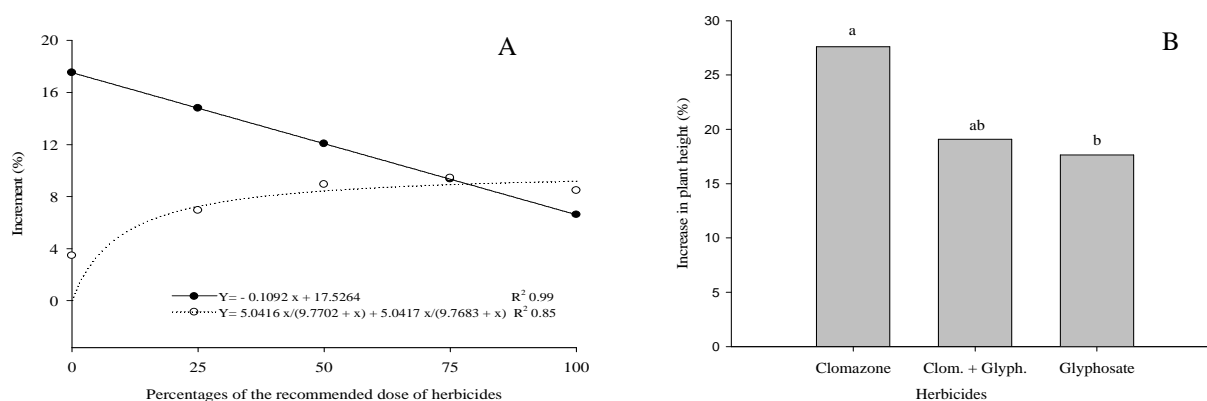 A
20
16
12
8
4
0
Increment (%)
Y= - 0.1092 x + 17.5264 R² 0.99
Y= 5.0416 x/(9.7702 + x) + 5.0417 x/(9.7683 + x) R² 0.85
0 25 50 75 100
Percentages of the recommended dose of herbicides
B
30
25
20
15
10
5
0
Increase in plant height (%)
a
ab
b
Clomazone Clom. + Glyph. Glyphosate
Herbicides